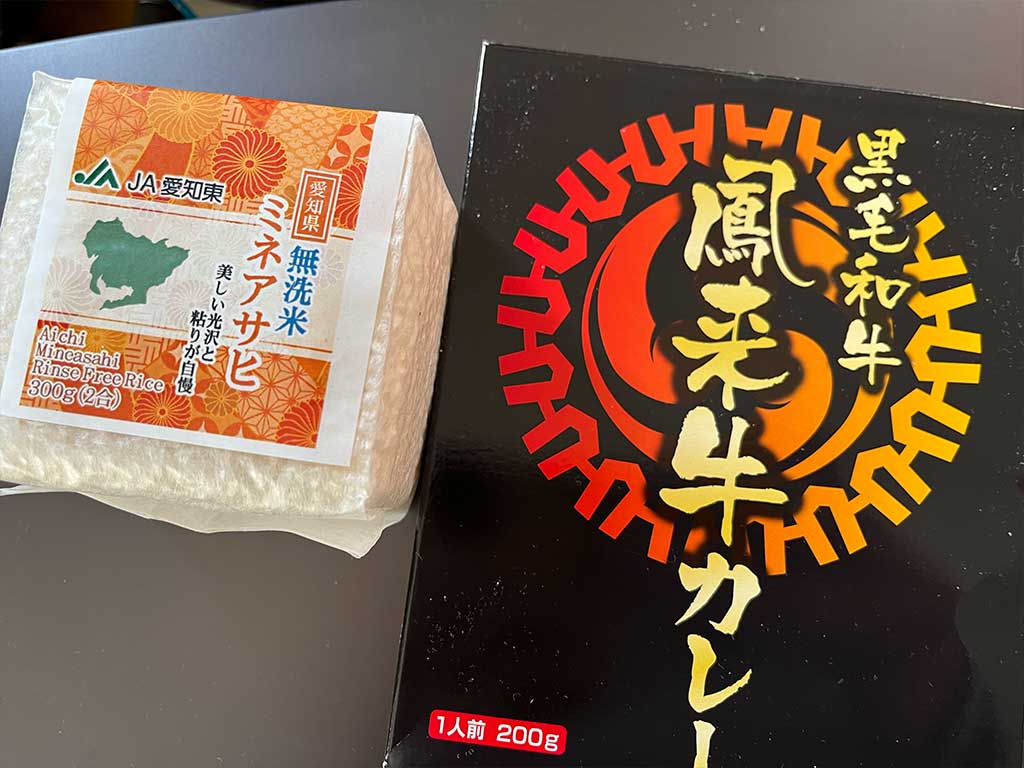 JA愛知東
愛知県
無洗米
ミネアサヒ
美しい光沢と
粘りが自慢
Aichi
Mineasahi
Rinse Free Rice
300g(2合)
黒毛和牛
鳳来牛カレー
1人前 200g